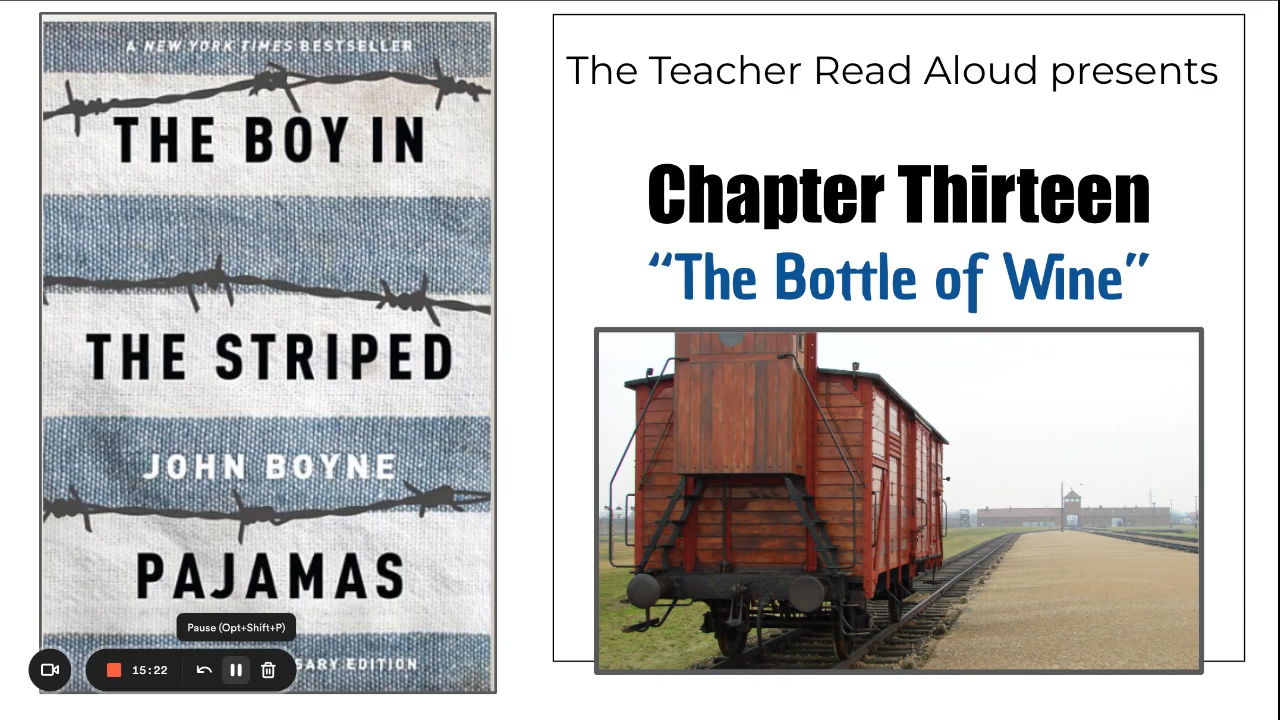 A NEW YORK TIMES BESTSELLER
THE BOY IN
THE STRIPED
JOHN BOYNE
PAJAMAS
SARY EDITION
Pause (Opt+Shift+P)
15:22
The Teacher Read Aloud presents
Chapter Thirteen
“The Bottle of Wine”